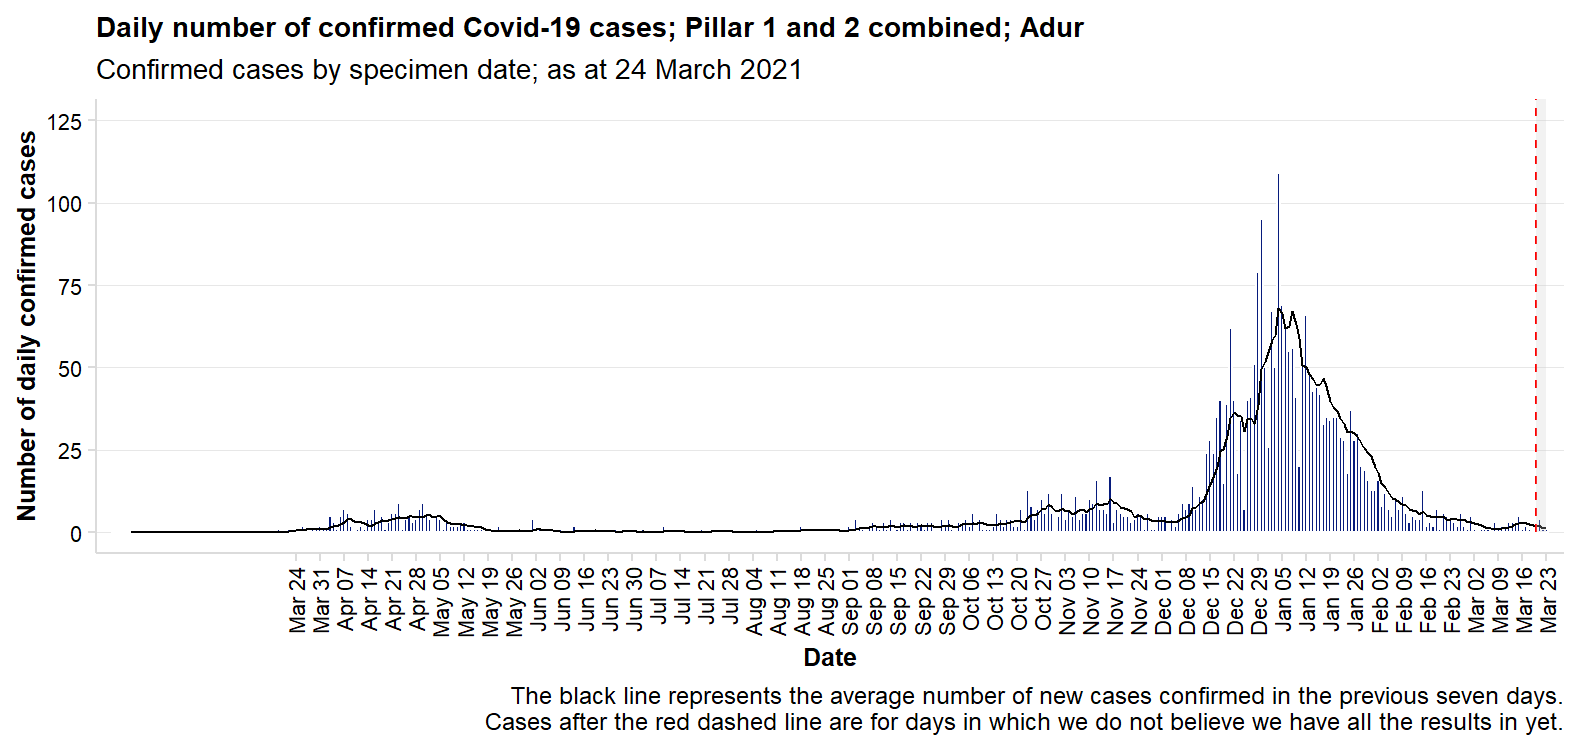 Daily number of confirmed Covid-19 cases; Pillar 1 and 2 combined; Adur
Confirmed cases by specimen date; as at 24 March 2021
Number of daily confirmed cases
125
100
75
50
25
0
Mar 24
Mar 31
Apr 07
Apr 14
Apr 21
Apr 28
May 05
May 12
May 19
May 26
Jun 02
Jun 09
Jun 16
Jun 23
Jun 30
Jul 07
Jul 14
Jul 21
Jul 28
Aug 04
Aug 11
Aug 18
Aug 25
Sep 01
Sep 08
Sep 15
Sep 22
Sep 29
Oct 06
Oct 13
Oct 20
Oct 27
Nov 03
Nov 10
Nov 17
Nov 24
Dec 01
Dec 08
Dec 15
Dec 22
Dec 29
Jan 05
Jan 12
Jan 19
Jan 26
Feb 02
Feb 09
Feb 16
Feb 23
Mar 02
Mar 09
Mar 16
Mar 23
Date
The black line represents the average number of new cases confirmed in the previous seven days.
Cases after the red dashed line are for days in which we do not believe we have all the results in yet.